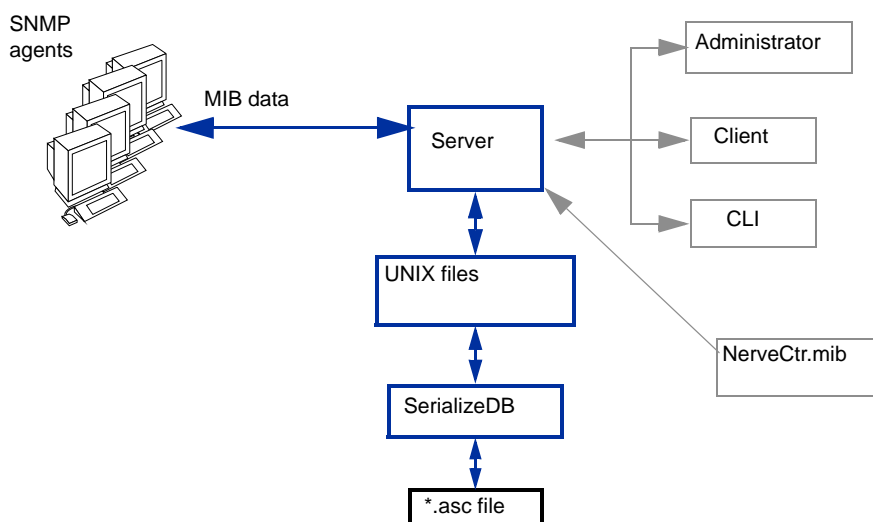 SNMP
agents
MIB data
Server
Administrator
Client
CLI
UNIX files
NerveCtr.mib
SerializeDB
*.asc file